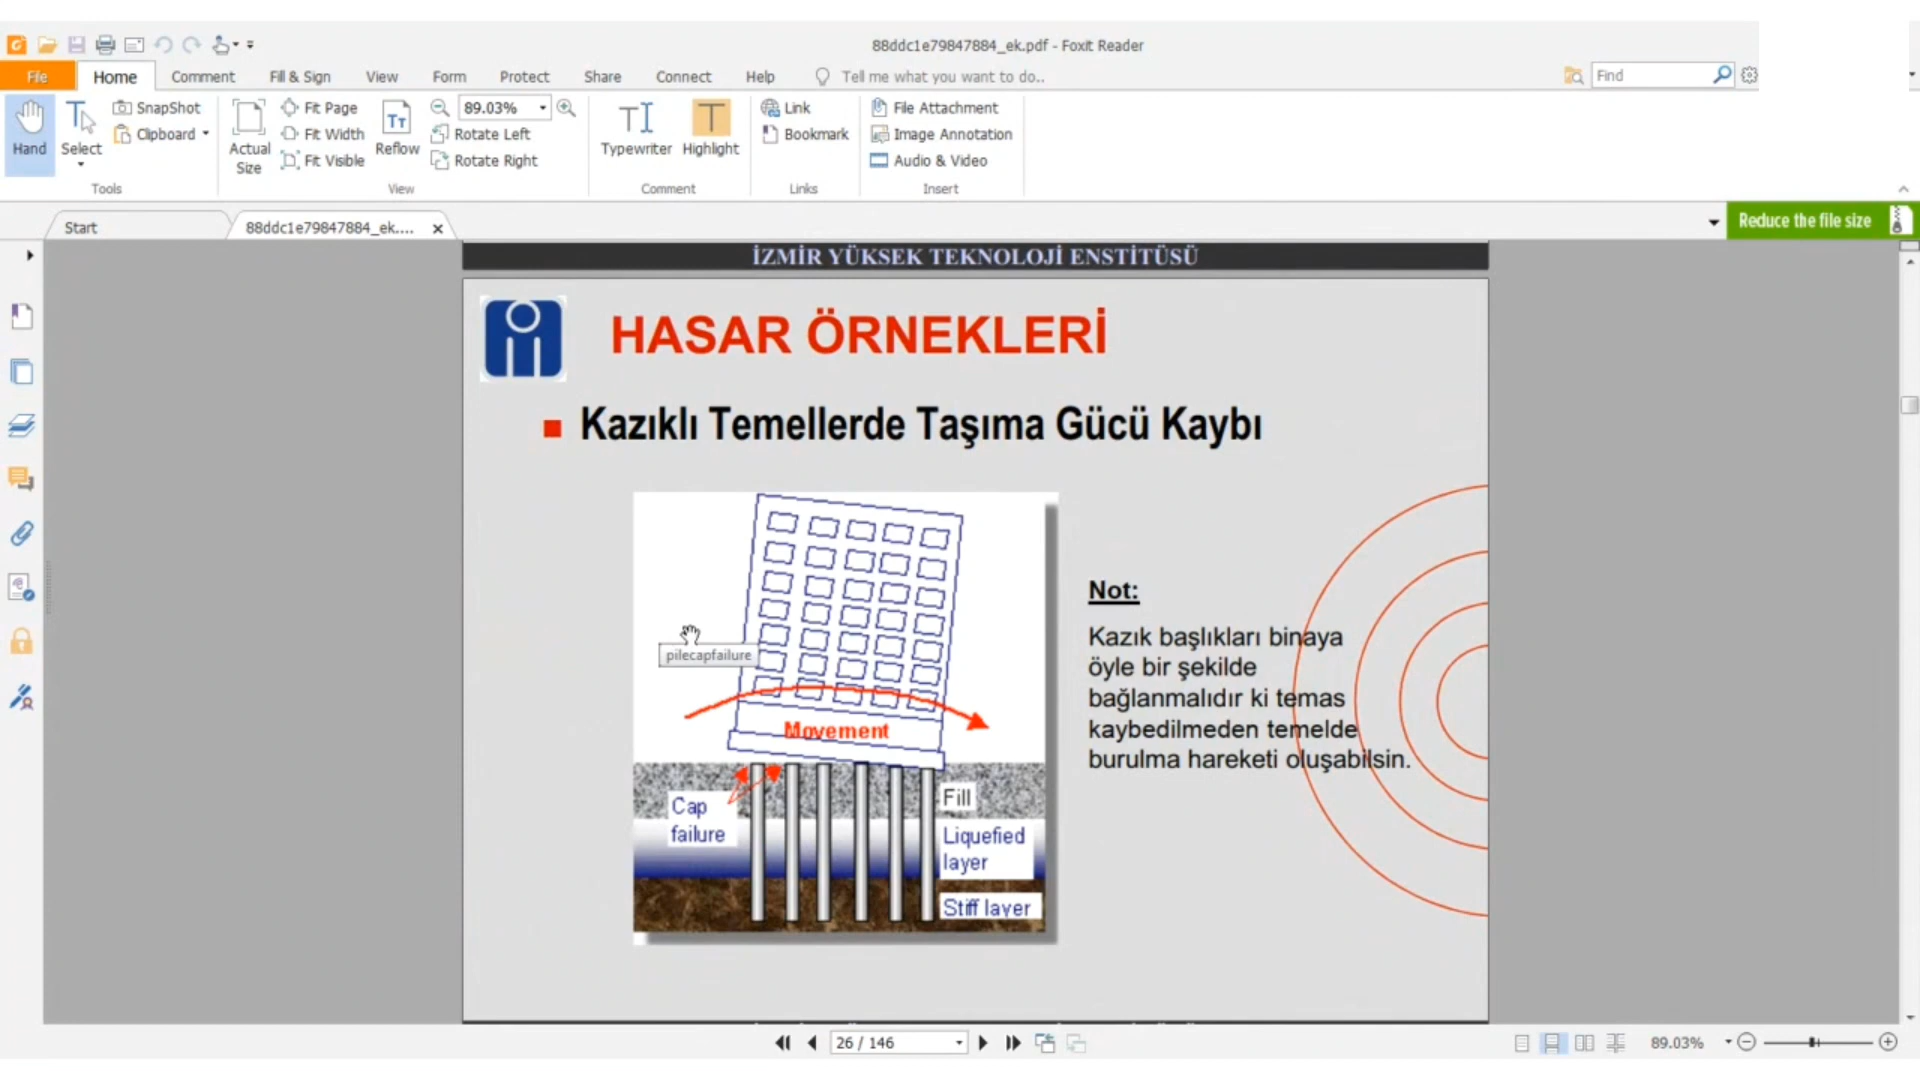 88ddc1e79847884_ek.pdf - Foxit Reader
File Home Comment Fill & Sign View Form Protect Share Connect Help Tell me what you want to do.. Find
Hand
Select
SnapShot
Clipboard
Tools
Actual Size
Fit Page
Fit Width
Fit Visible
Reflow
89.03%
Rotate Left
Rotate Right
View
Typewriter
Highlight
Comment
Link
Bookmark
Links
File Attachment
Image Annotation
Audio & Video
Insert
Start
88ddc1e79847884_ek....
Reduce the file size
İZMİR YÜKSEK TEKNOLOJİ ENSTİTÜSÜ
HASAR ÖRNEKLERİ
Kazıklı Temellerde Taşıma Gücü Kaybı
pilecapfailure
Movement
Cap
failure
Fill
Liquefied
layer
Stiff layer
Not:
Kazık başlıkları binaya
öyle bir şekilde
bağlanmalıdır ki temas
kaybedilmeden temelde
burulma hareketi oluşabilsin.
26 / 146
89.03%